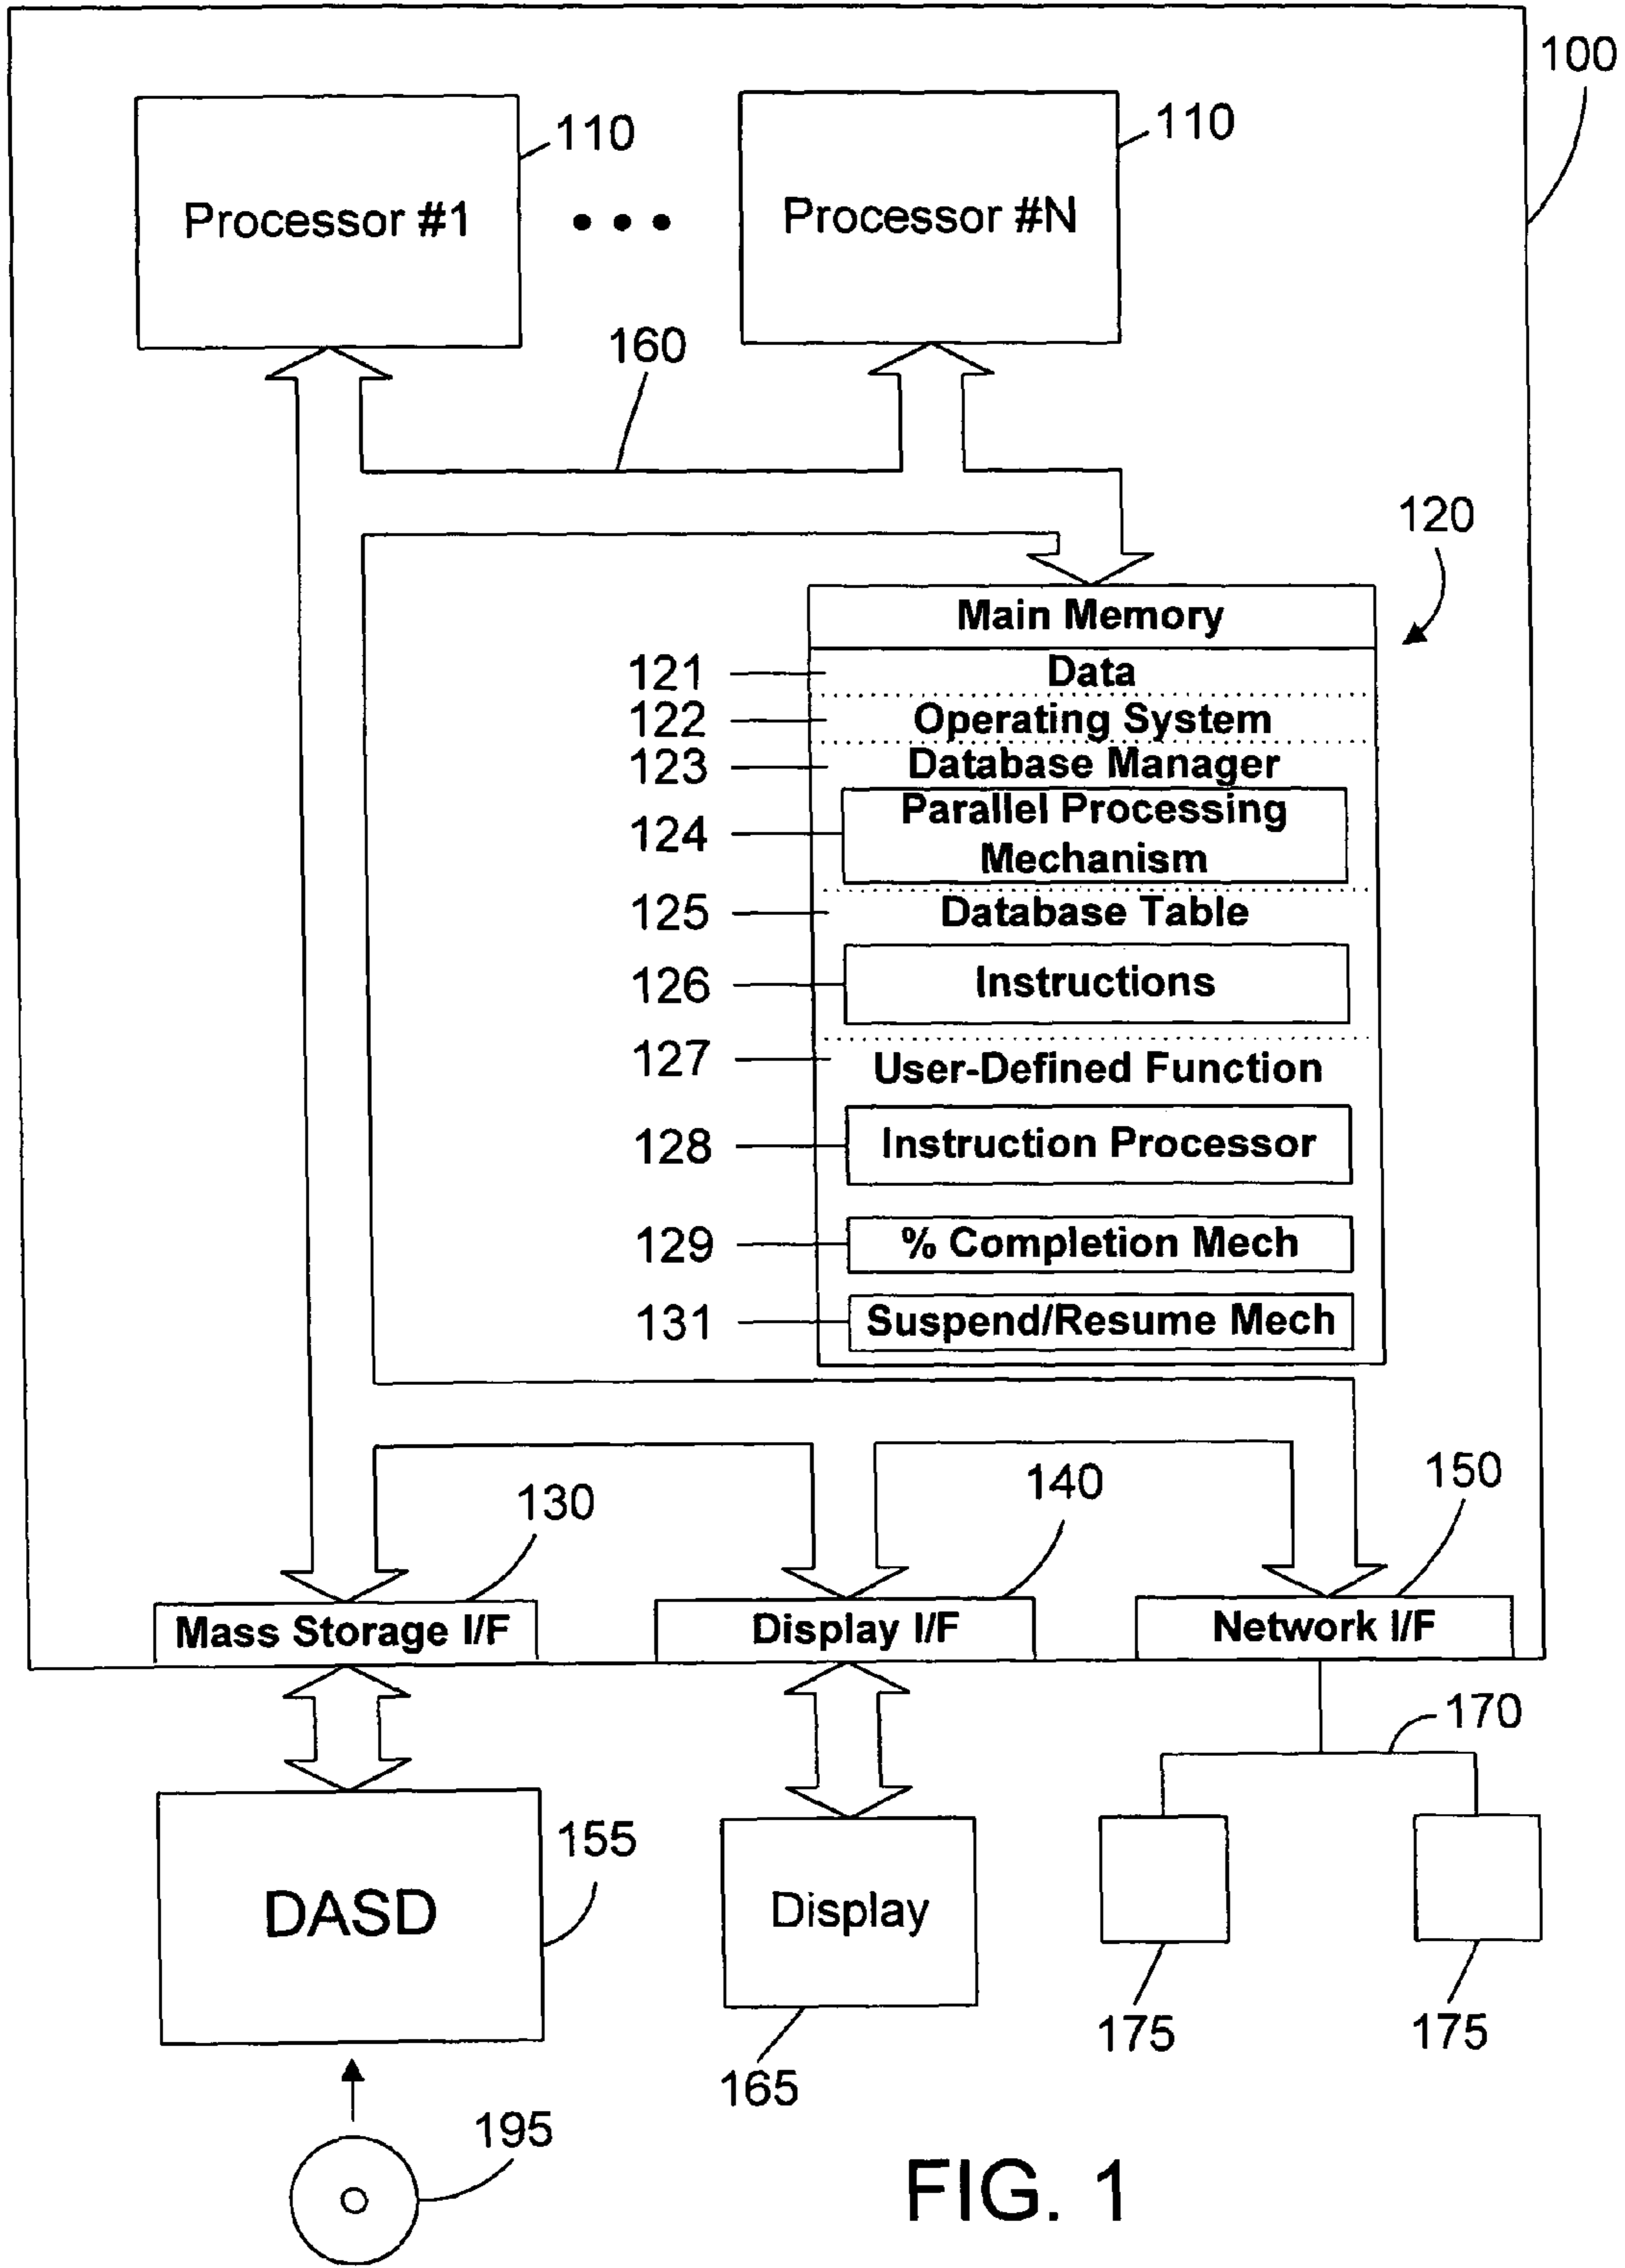 100
110
110
Processor #1
Processor #N
160
120
Main Memory
121
Data
122
Operating System
123
Database Manager
124
Parallel Processing
Mechanism
125
Database Table
126
Instructions
127
User-Defined Function
128
Instruction Processor
129
% Completion Mech
131
Suspend/Resume Mech
130
140
150
Mass Storage I/F
Display I/F
Network I/F
170
155
DASD
Display
175
175
165
195
FIG. 1